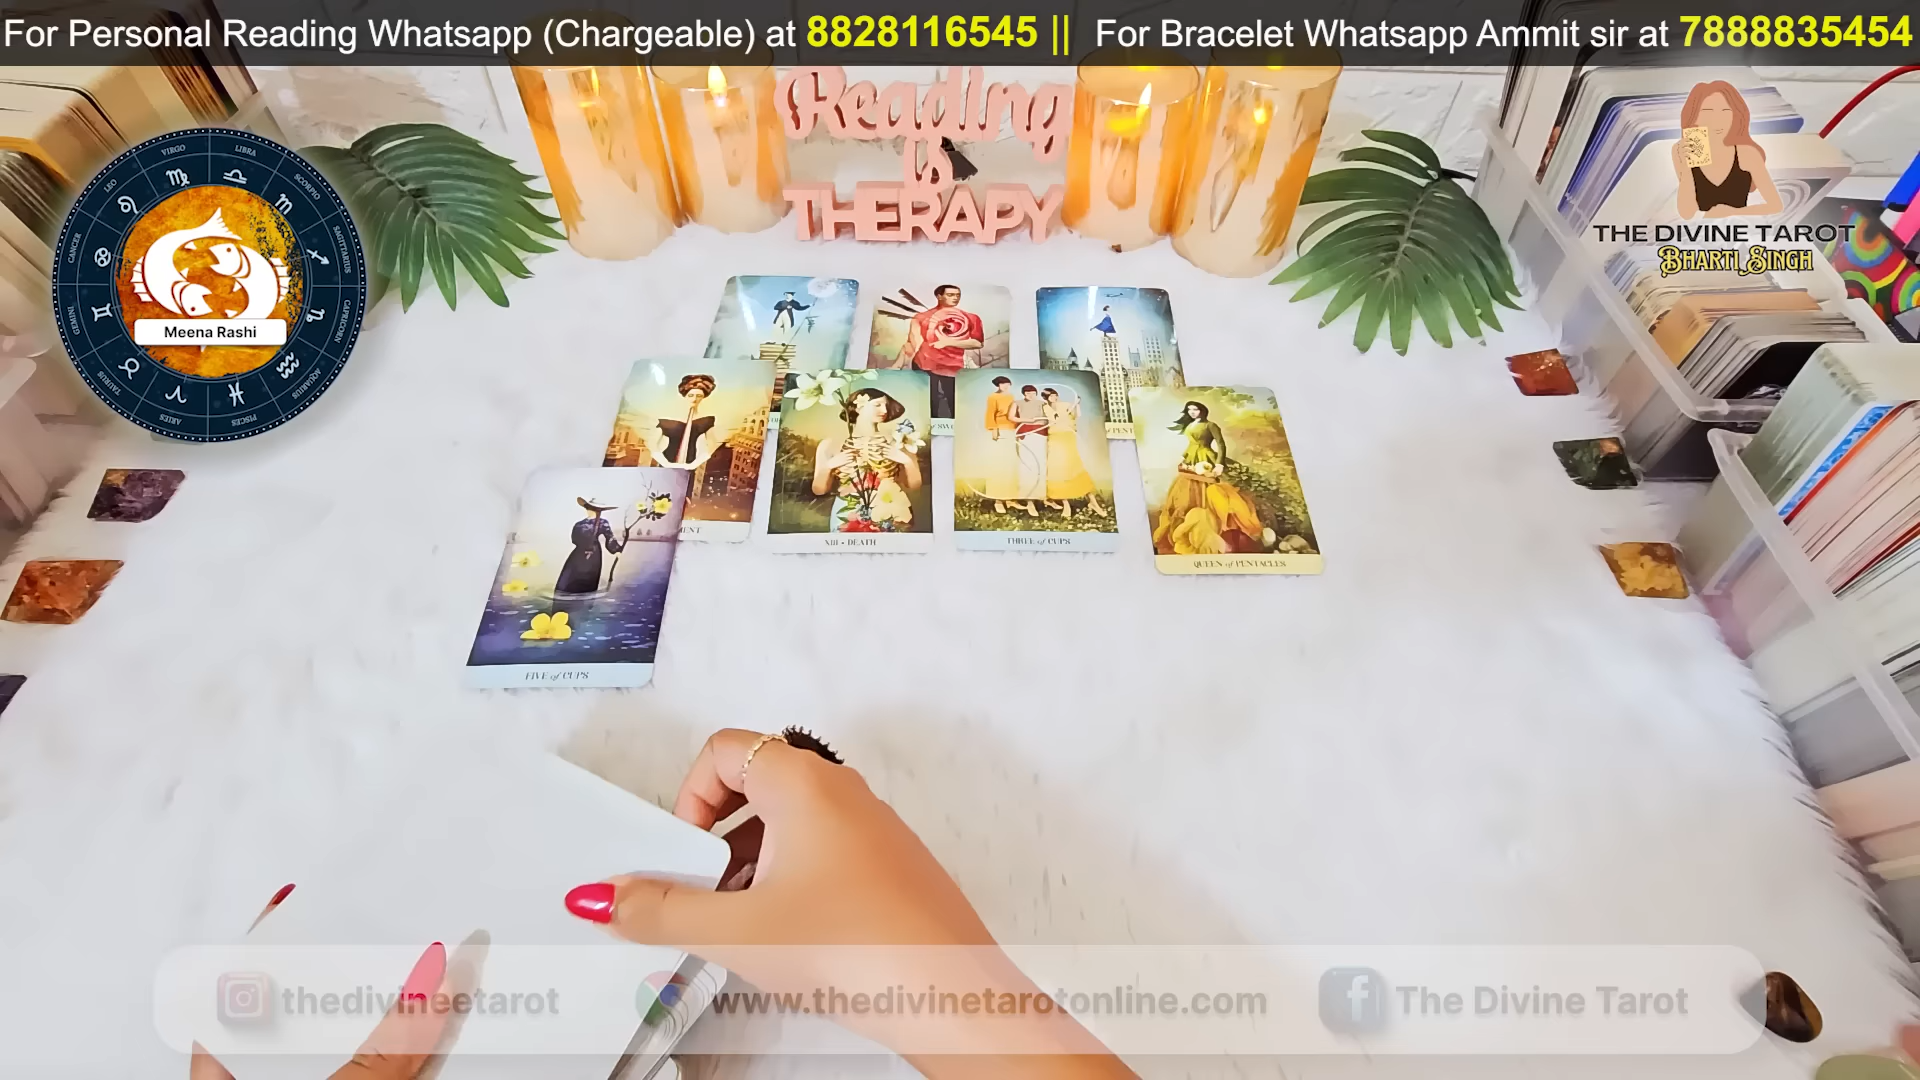 For Personal Reading Whatsapp (Chargeable) at 8828116545 || For Bracelet Whatsapp Ammit sir at 7888835454
Reading
is
THERAPY
THE DIVINE TAROT
BHARTI SINGH
VIRGO
LIBRA
SCORPIO
SAGITTARIUS
CAPRICORN
AQUARIUS
PISCES
ARIES
TAURUS
GEMINI
CANCER
LEO
Meena Rashi
XIII • DEATH
THREE of CUPS
QUEEN of PENTACLES
FIVE of CUPS
thedivineetarot
www.thedivinetarotonline.com
The Divine Tarot